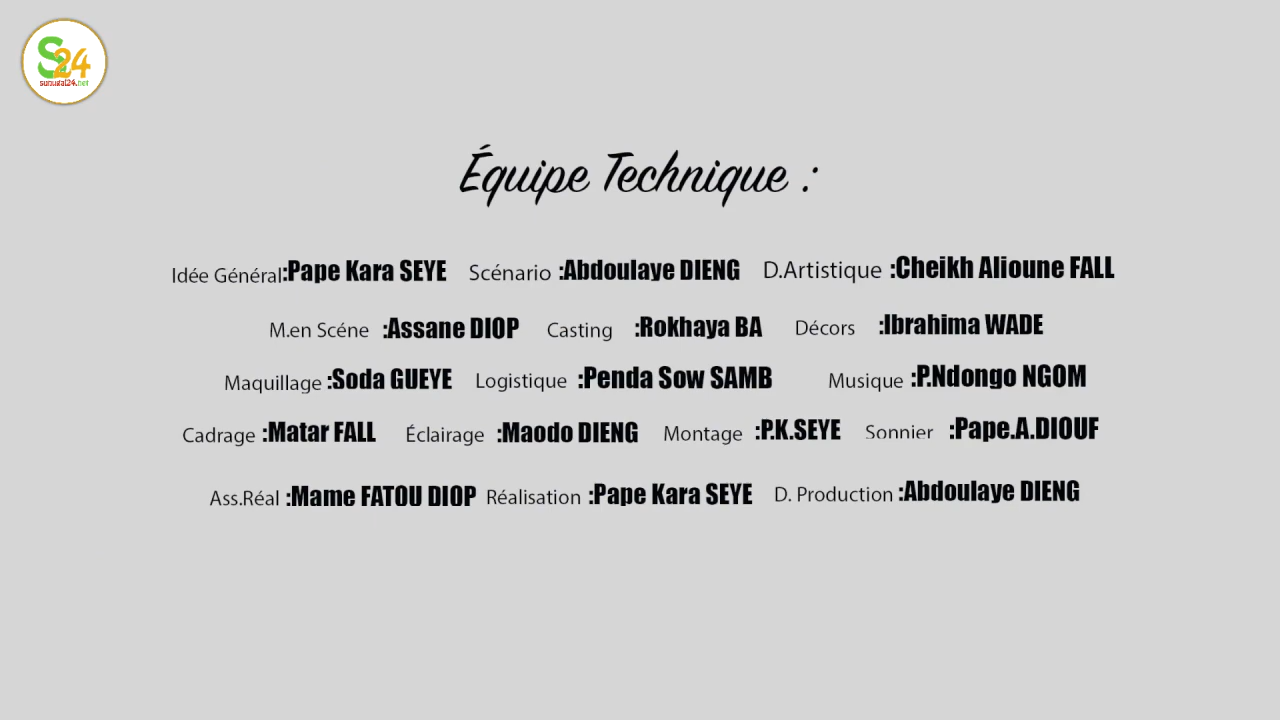 S24
sunugal24.net
Équipe Technique :
Idée Général:Pape Kara SEYE Scénario :Abdoulaye DIENG D.Artistique :Cheikh Alioune FALL
M.en Scéne :Assane DIOP Casting :Rokhaya BA Décors :Ibrahima WADE
Maquillage :Soda GUEYE Logistique :Penda Sow SAMB Musique :P.Ndongo NGOM
Cadrage :Matar FALL Éclairage :Maodo DIENG Montage :P.K.SEYE Sonnier :Pape.A.DIOUF
Ass.Réal :Mame FATOU DIOP Réalisation :Pape Kara SEYE D. Production :Abdoulaye DIENG